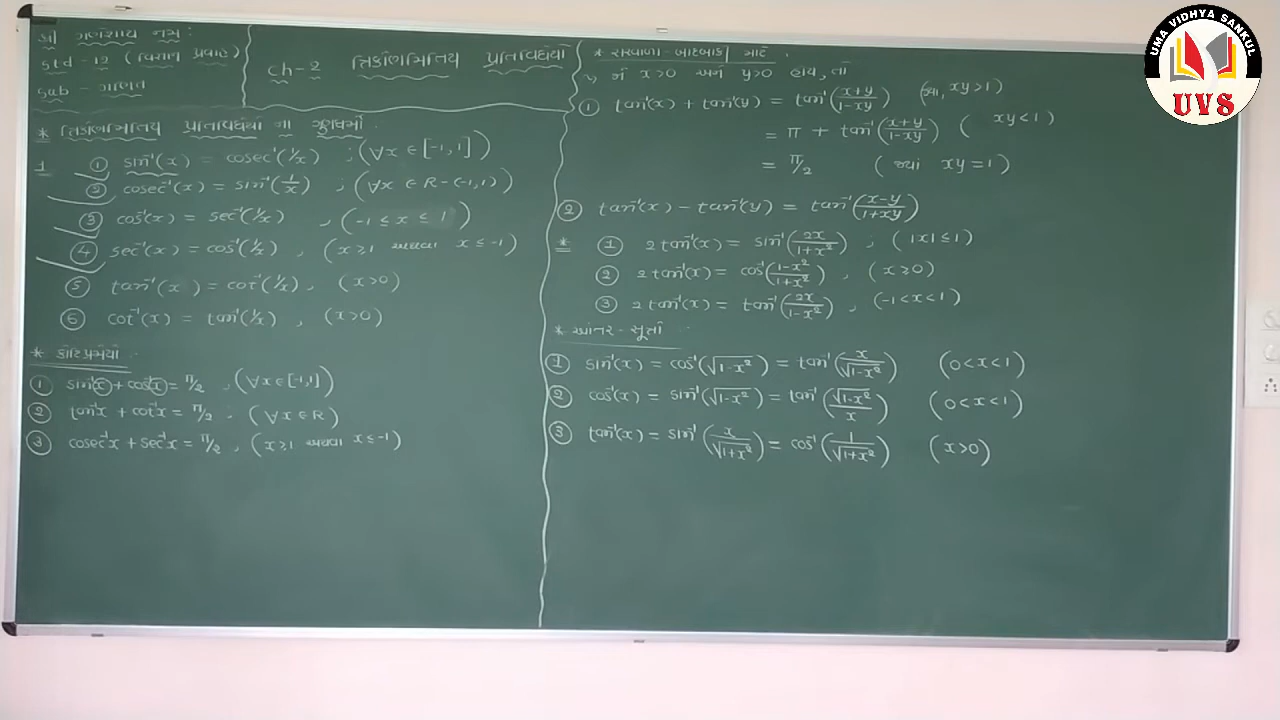 શ્રી ગણેશાય નમઃ
Std-12 (વિજ્ઞાન પ્રવાહ)
Sub - ગણિત
Ch-2 ત્રિકોણમિતીય પ્રતિવિધેયો
* ત્રિકોણમિતીય પ્રતિવિધેયો ના ગુણધર્મો :
1 ① sin⁻¹(x) = cosec⁻¹(1/x) ; (∀x ∈ [-1,1])
② cosec⁻¹(x) = sin⁻¹(1/x) ; (∀x ∈ R-(-1,1))
③ cos⁻¹(x) = sec⁻¹(1/x) , (-1 ≤ x ≤ 1)
④ sec⁻¹(x) = cos⁻¹(1/x) , (x ≥ 1 અથવા x ≤ -1)
⑤ tan⁻¹(x) = cot⁻¹(1/x) , (x>0)
⑥ cot⁻¹(x) = tan⁻¹(1/x) , (x>0)
* કોટિપ્રમેયો :-
① sin⁻¹(x) + cos⁻¹(x) = π/2 , (∀x ∈ [-1,1])
② tan⁻¹x + cot⁻¹x = π/2 , (∀x ∈ R)
③ cosec⁻¹x + sec⁻¹x = π/2 , (x ≥ 1 અથવા x ≤ -1)
* સરવાળા - બાદબાકી માટે .
જો x>0 અને y>0 હોય, તો
① tan⁻¹(x) + tan⁻¹(y) = tan⁻¹(x+y/1-xy) (જ્યાં, xy>1)
= π + tan⁻¹(x+y/1-xy) ( xy<1)
= π/2 (જ્યાં xy=1)
② tan⁻¹(x) - tan⁻¹(y) = tan⁻¹(x-y/1+xy)
* ① 2tan⁻¹(x) = sin⁻¹(2x/1+x²) ; (|x| ≤ 1)
② 2tan⁻¹(x) = cos⁻¹(1-x²/1+x²) , (x ≥ 0)
③ 2tan⁻¹(x) = tan⁻¹(2x/1-x²) , (-1<x<1)
* આંતર-સૂત્રો :-
① sin⁻¹(x) = cos⁻¹(√1-x²) = tan⁻¹(x/√1-x²) (0<x<1)
② cos⁻¹(x) = sin⁻¹(√1-x²) = tan⁻¹(√1-x²/x) (0<x<1)
③ tan⁻¹(x) = sin⁻¹(x/√1+x²) = cos⁻¹(1/√1+x²) (x>0)
UMA VIDHYA SANKUL
UVS